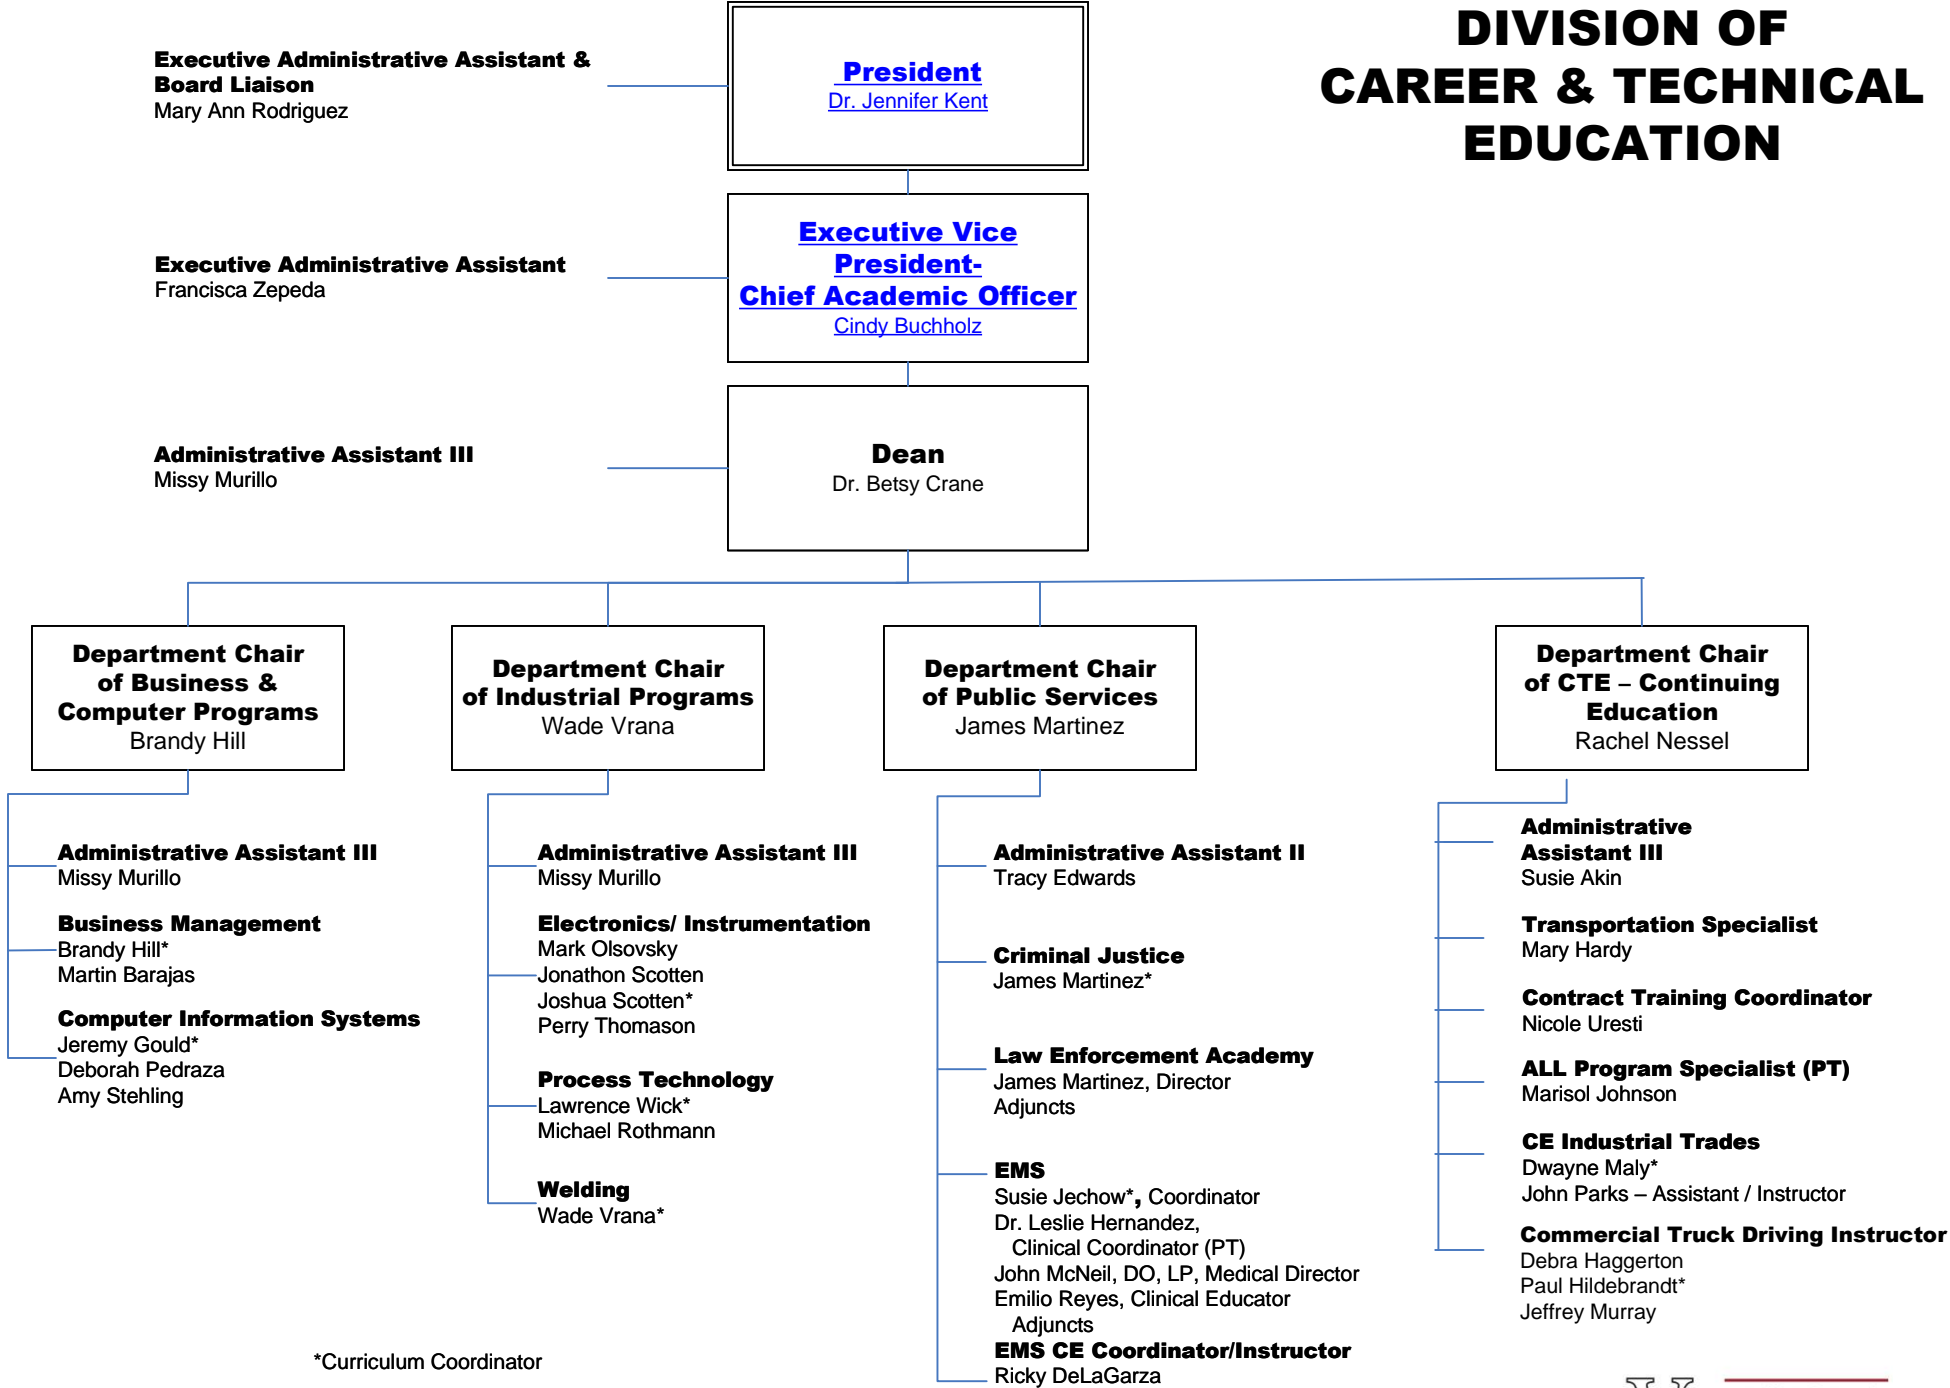 DIVISION OF
CAREER & TECHNICAL
EDUCATION
Executive Administrative Assistant &
Board Liaison
Mary Ann Rodriguez
President
Dr. Jennifer Kent
Executive Administrative Assistant
Francisca Zepeda
Executive Vice
President-
Chief Academic Officer
Cindy Buchholz
Administrative Assistant III
Missy Murillo
Dean
Dr. Betsy Crane
Department Chair
of Business &
Computer Programs
Brandy Hill
Administrative Assistant III
Missy Murillo
Business Management
Brandy Hill*
Martin Barajas
Computer Information Systems
Jeremy Gould*
Deborah Pedraza
Amy Stehling
Department Chair
of Industrial Programs
Wade Vrana
Administrative Assistant III
Missy Murillo
Electronics/ Instrumentation
Mark Olsovsky
Jonathon Scotten
Joshua Scotten*
Perry Thomason
Process Technology
Lawrence Wick*
Michael Rothmann
Welding
Wade Vrana*
Department Chair
of Public Services
James Martinez
Administrative Assistant II
Tracy Edwards
Criminal Justice
James Martinez*
Law Enforcement Academy
James Martinez, Director
Adjuncts
EMS
Susie Jechow*, Coordinator
Dr. Leslie Hernandez,
Clinical Coordinator (PT)
John McNeil, DO, LP, Medical Director
Emilio Reyes, Clinical Educator
Adjuncts
EMS CE Coordinator/Instructor
Ricky DeLaGarza
Department Chair
of CTE – Continuing
Education
Rachel Nessel
Administrative
Assistant III
Susie Akin
Transportation Specialist
Mary Hardy
Contract Training Coordinator
Nicole Uresti
ALL Program Specialist (PT)
Marisol Johnson
CE Industrial Trades
Dwayne Maly*
John Parks – Assistant / Instructor
Commercial Truck Driving Instructor
Debra Haggerton
Paul Hildebrandt*
Jeffrey Murray
*Curriculum Coordinator